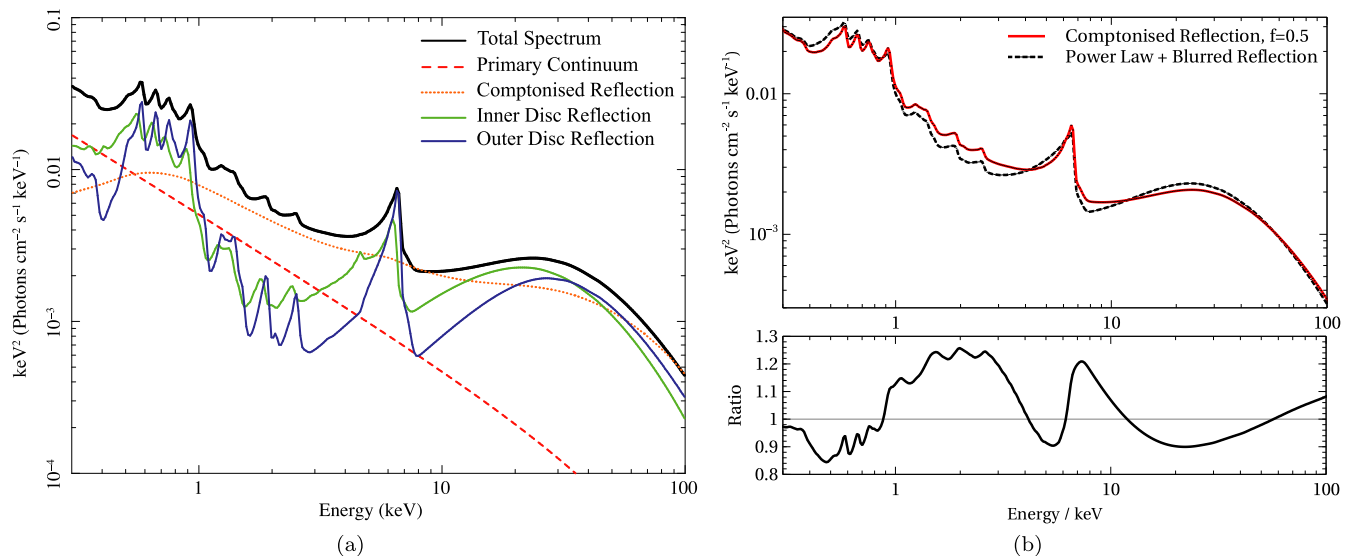 0.1
0.01
10⁻³
10⁻⁴
keV² (Photons cm⁻² s⁻¹ keV⁻¹)
Total Spectrum
Primary Continuum
Comptonised Reflection
Inner Disc Reflection
Outer Disc Reflection
1 10 100
Energy (keV)
(a)
0.01
10⁻³
keV² (Photons cm⁻² s⁻¹ keV⁻¹)
Comptonised Reflection, f=0.5
Power Law + Blurred Reflection
1 10 100
1.3
1.2
1.1
1
0.9
0.8
Ratio
1 10 100
Energy / keV
(b)